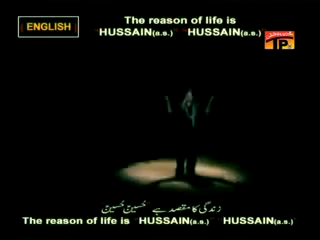 The reason of life is
ENGLISH
HUSSAIN(a.s.) HUSSAIN(a.s.)
TP
زندگی کا مقصد ہے حسینؑ حسینؑ
The reason of life is HUSSAIN(a.s.) HUSSAIN(a.s.)